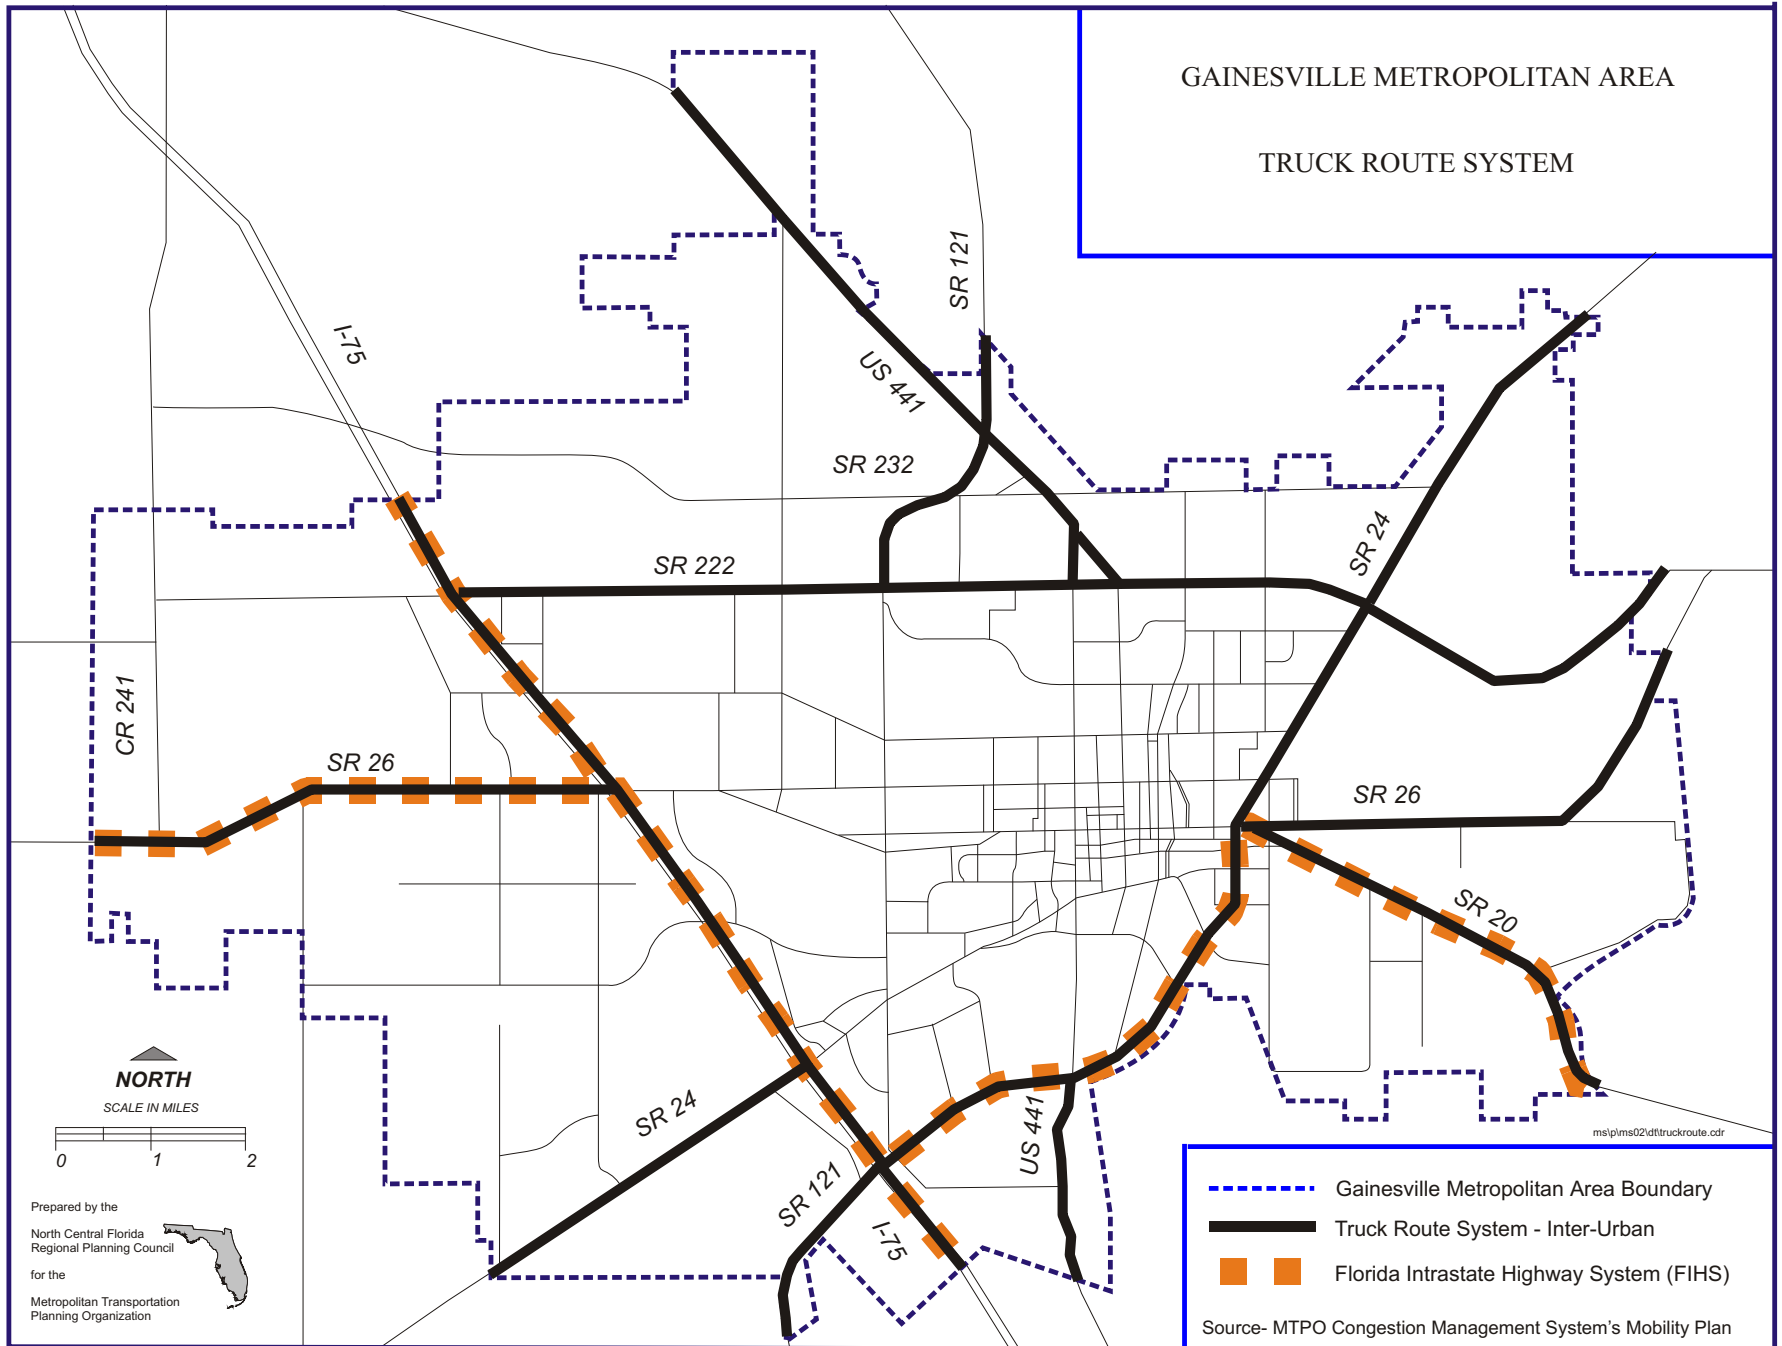 GAINESVILLE METROPOLITAN AREA
TRUCK ROUTE SYSTEM
SR 121
I-75
US 441
SR 232
SR 24
SR 222
CR 241
SR 26
SR 26
SR 20
SR 24
US 441
SR 121
I-75
NORTH
SCALE IN MILES
0 1 2
Prepared by the
North Central Florida
Regional Planning Council
for the
Metropolitan Transportation
Planning Organization
ms\p\ms02\dt\truckroute.cdr
Gainesville Metropolitan Area Boundary
Truck Route System - Inter-Urban
Florida Intrastate Highway System (FIHS)
Source- MTPO Congestion Management System's Mobility Plan